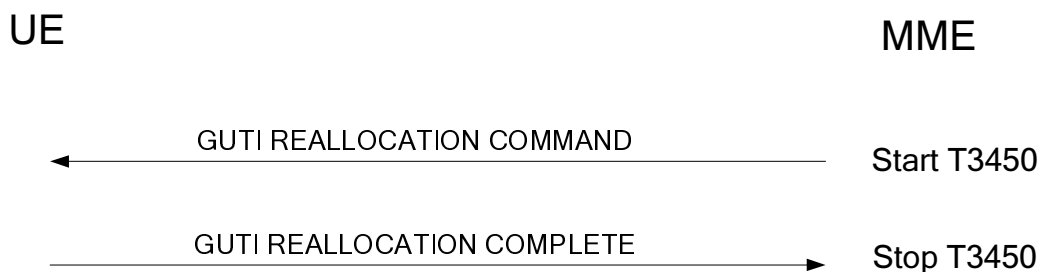 UE
MME
GUTI REALLOCATION COMMAND
Start T3450
GUTI REALLOCATION COMPLETE
Stop T3450